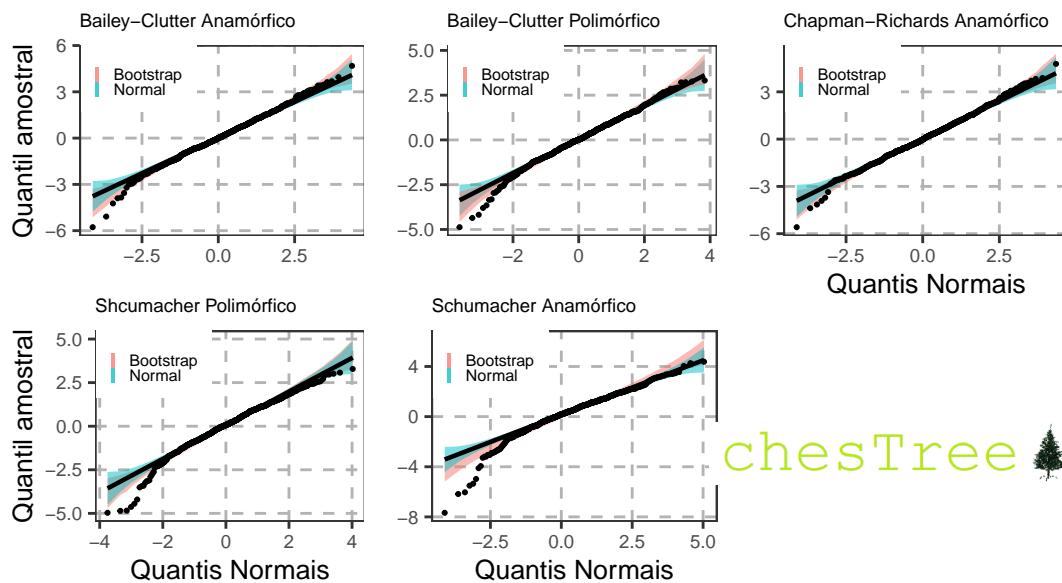 Bailey−Clutter Anamórfico
Quantil amostral
6
3
0
−3
−6
Bootstrap
Normal
−2.5
0.0
2.5
Bailey−Clutter Polimórfico
5.0
2.5
0.0
−2.5
−5.0
Bootstrap
Normal
−2
0
2
4
Chapman−Richards Anamórfico
3
0
−3
−6
Bootstrap
Normal
−2.5
0.0
2.5
Quantis Normais
Shcumacher Polimórfico
Quantil amostral
5.0
2.5
0.0
−2.5
−5.0
Bootstrap
Normal
−4
−2
0
2
4
Quantis Normais
Schumacher Anamórfico
4
0
−4
−8
Bootstrap
Normal
−2.5
0.0
2.5
5.0
Quantis Normais
chesTree